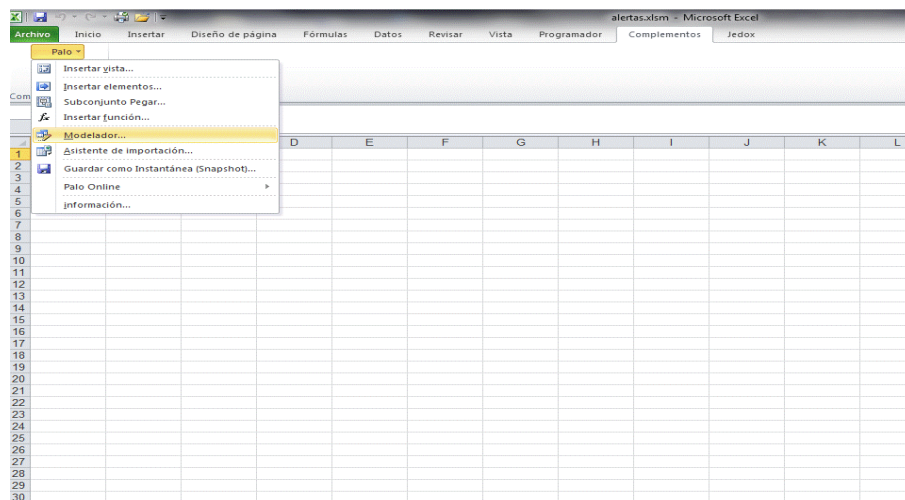 alertas.xlsm - Microsoft Excel
Archivo Inicio Insertar Diseño de página Fórmulas Datos Revisar Vista Programador Complementos Jedox
Palo
Insertar vista...
Insertar elementos...
Com
Subconjunto Pegar...
fx Insertar función...
Modelador...
D E F G H I J K L
Asistente de importación...
1
2
Guardar como Instantánea (Snapshot)...
3
4
Palo Online
5
información...
6
7
8
9
10
11
12
13
14
15
16
17
18
19
20
21
22
23
24
25
26
27
28
29
30